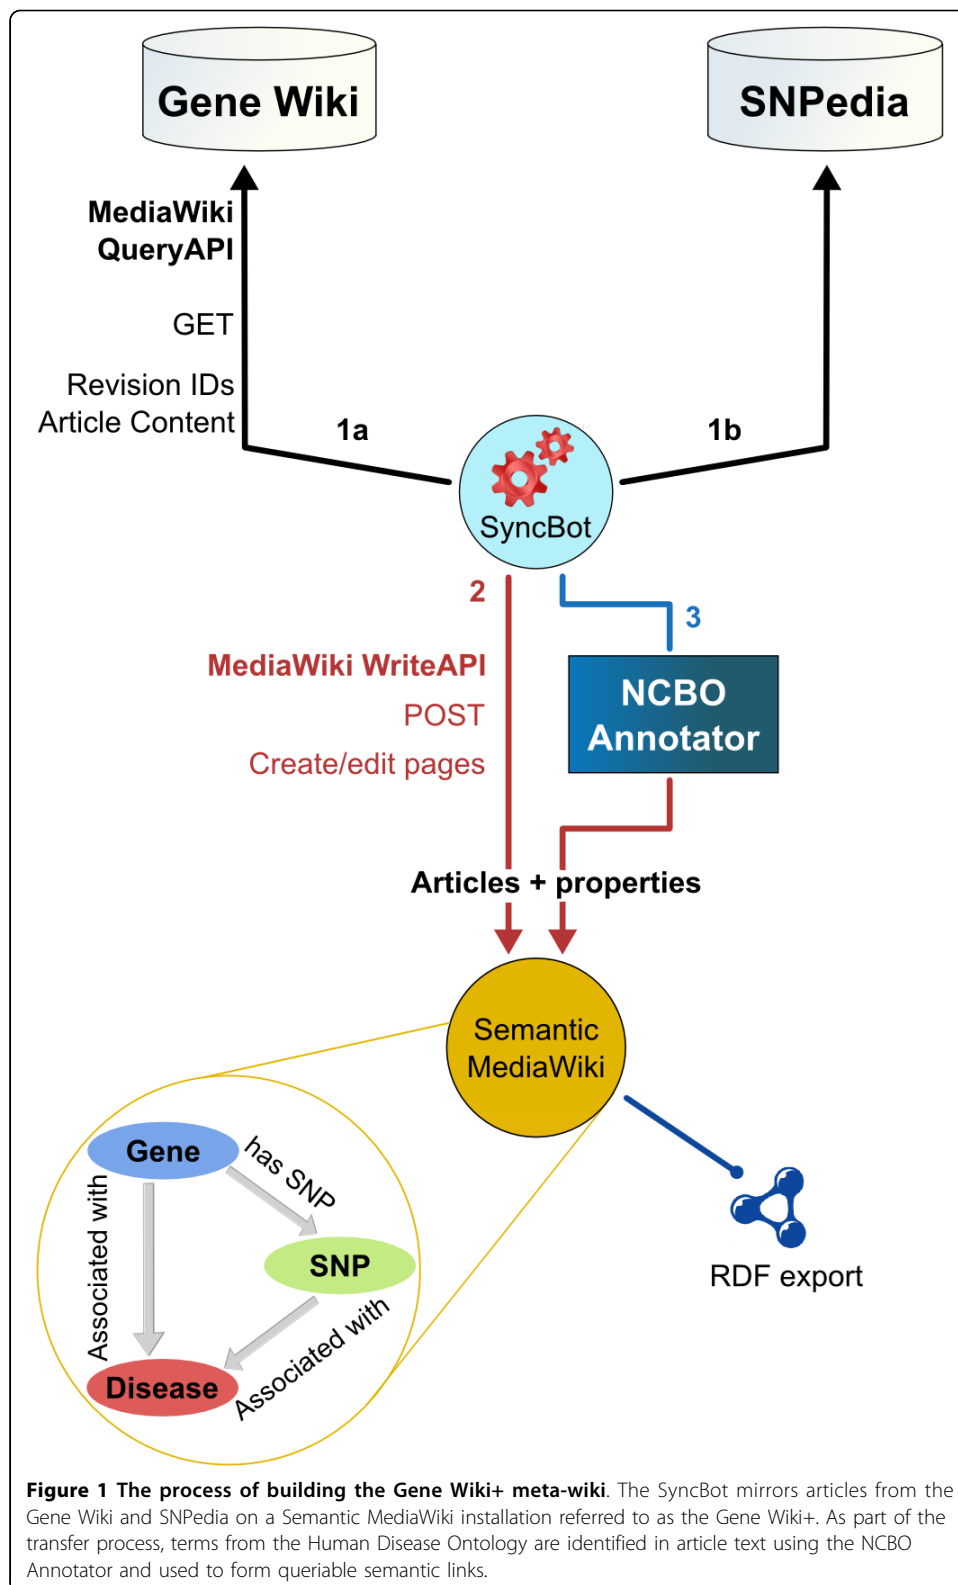 Gene Wiki
SNPedia
MediaWiki
QueryAPI
GET
Revision IDs
Article Content
1a
1b
SyncBot
2
3
MediaWiki WriteAPI
POST
Create/edit pages
NCBO
Annotator
Articles + properties
Semantic
MediaWiki
Gene
has SNP
Associated with
SNP
Associated with
Disease
RDF export
Figure 1 The process of building the Gene Wiki+ meta-wiki. The SyncBot mirrors articles from the
Gene Wiki and SNPedia on a Semantic MediaWiki installation referred to as the Gene Wiki+. As part of the
transfer process, terms from the Human Disease Ontology are identified in article text using the NCBO
Annotator and used to form queriable semantic links.